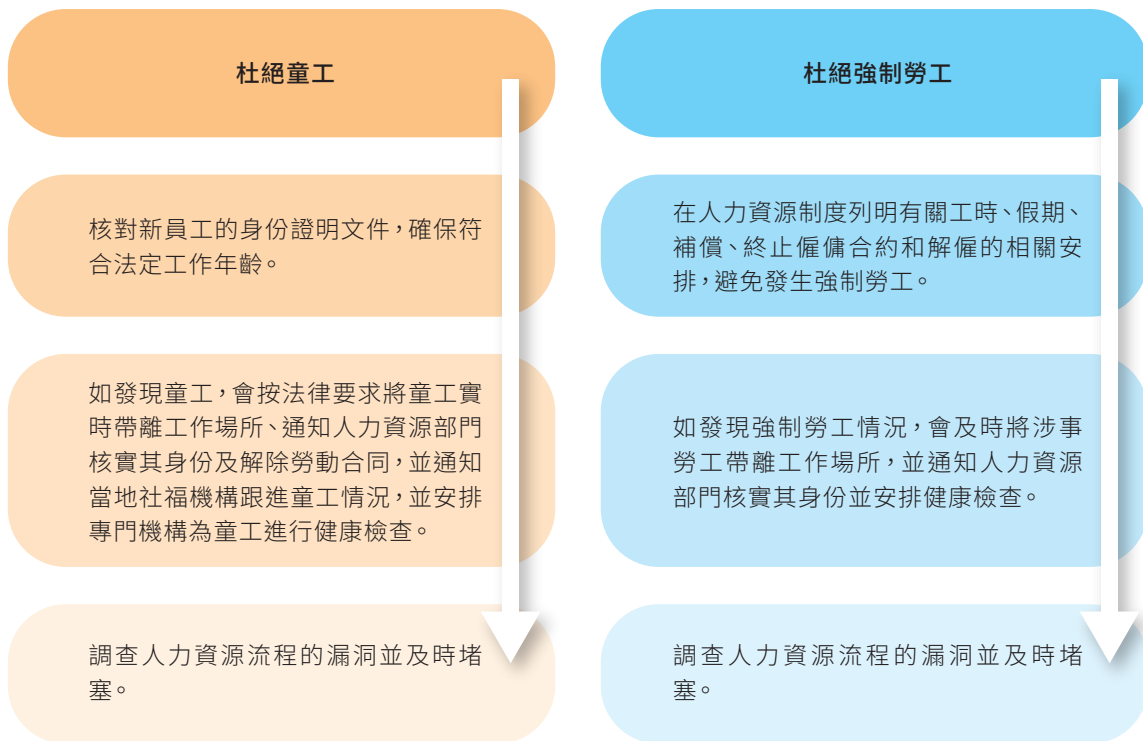 杜絕童工
核對新員工的身份證明文件，確保符
合法定工作年齡。
如發現童工，會按法律要求將童工實
時帶離工作場所、通知人力資源部門
核實其身份及解除勞動合同，並通知
當地社福機構跟進童工情況，並安排
專門機構為童工進行健康檢查。
調查人力資源流程的漏洞並及時堵
塞。
杜絕強制勞工
在人力資源制度列明有關工時、假期、
補償、終止僱傭合約和解僱的相關安
排，避免發生強制勞工。
如發現強制勞工情況，會及時將涉事
勞工帶離工作場所，並通知人力資源
部門核實其身份並安排健康檢查。
調查人力資源流程的漏洞並及時堵
塞。